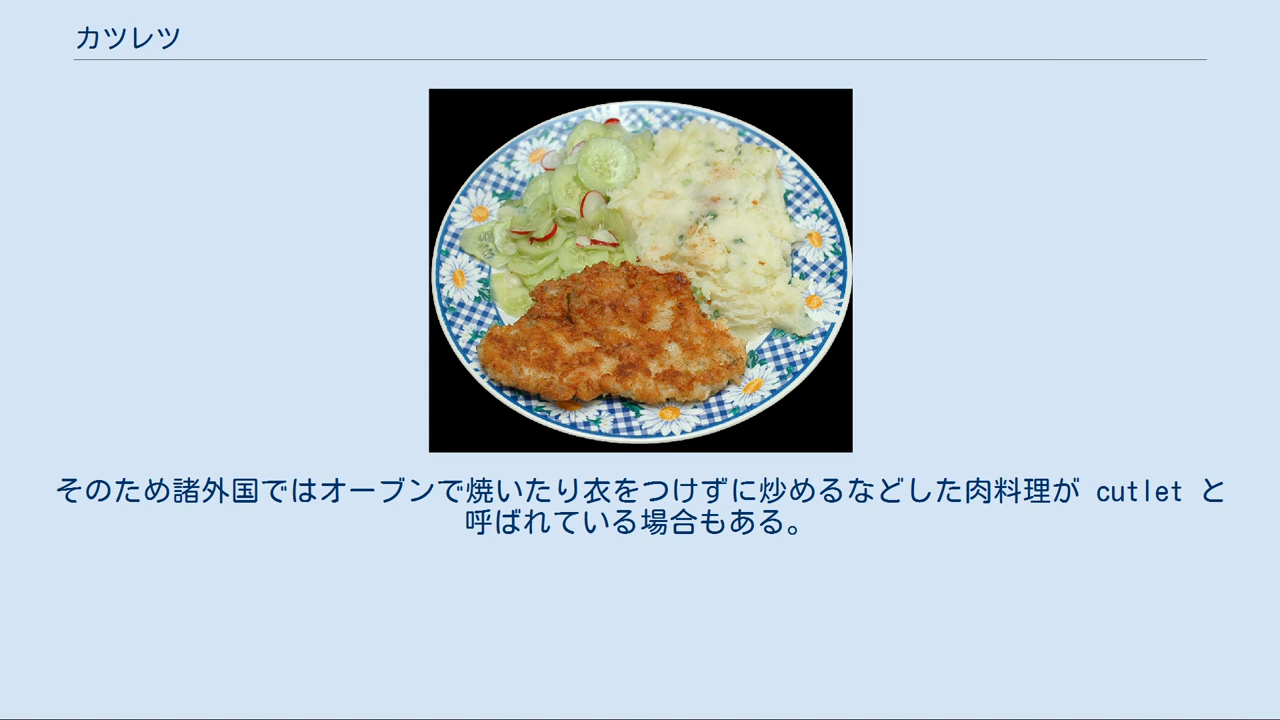 カツレツ
そのため諸外国ではオーブンで焼いたり衣をつけずに炒めるなどした肉料理が cutlet と
呼ばれている場合もある。